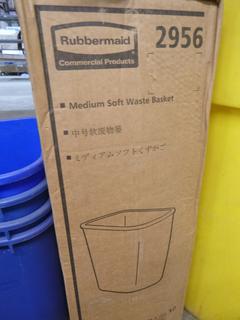 Rubbermaid
Commercial Products
2956
■ Medium Soft Waste Basket
■ 中号软废物篓
■ ミディアムソフトくずかご